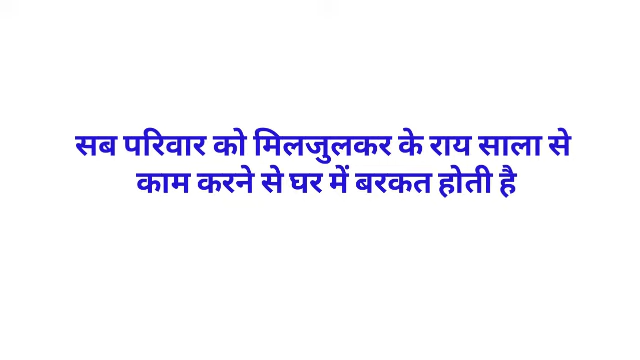 सब परिवार को मिलजुलकर के राय साला से
काम करने से घर में बरकत होती है